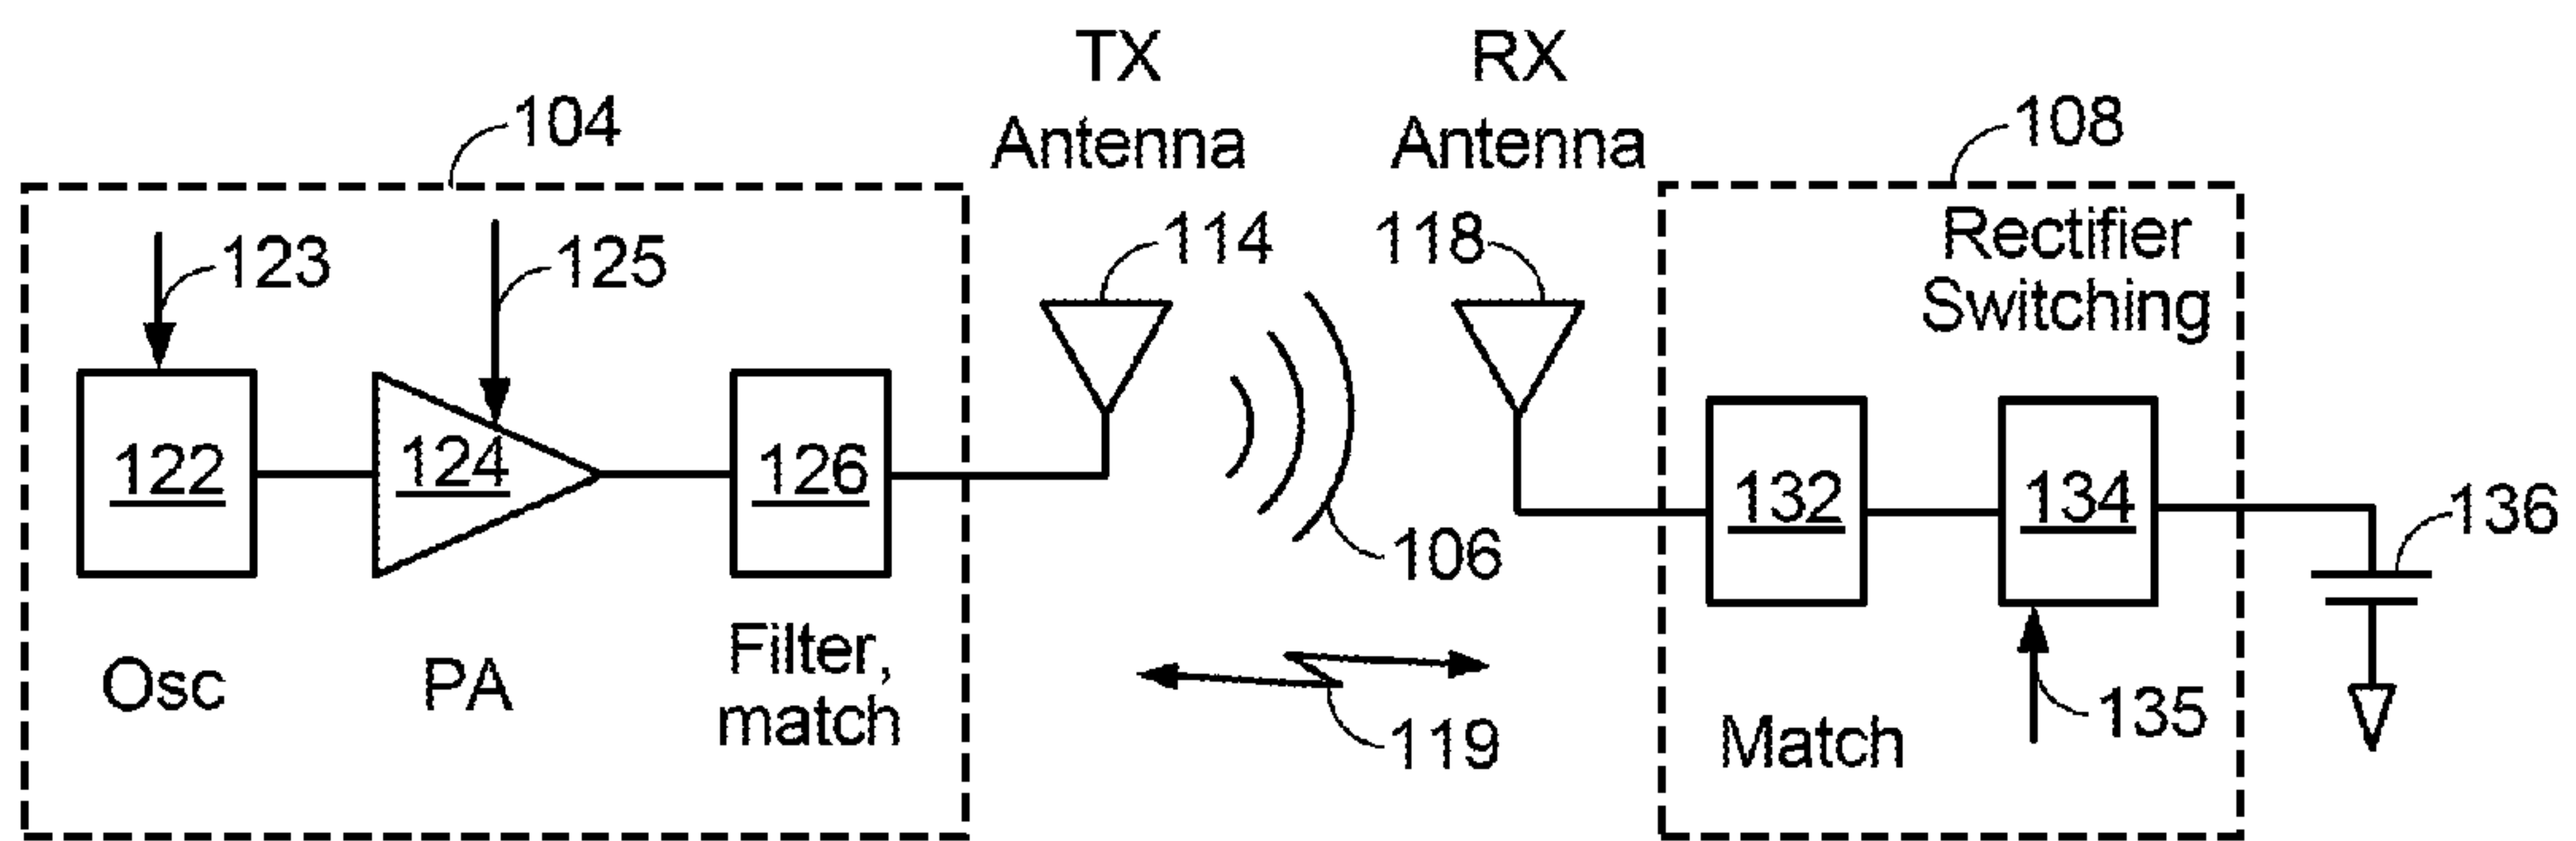 TX
Antenna
RX
Antenna
104
108
123
125
114
118
Rectifier
Switching
122
124
126
132
134
136
106
Osc
PA
Filter,
match
119
Match
135